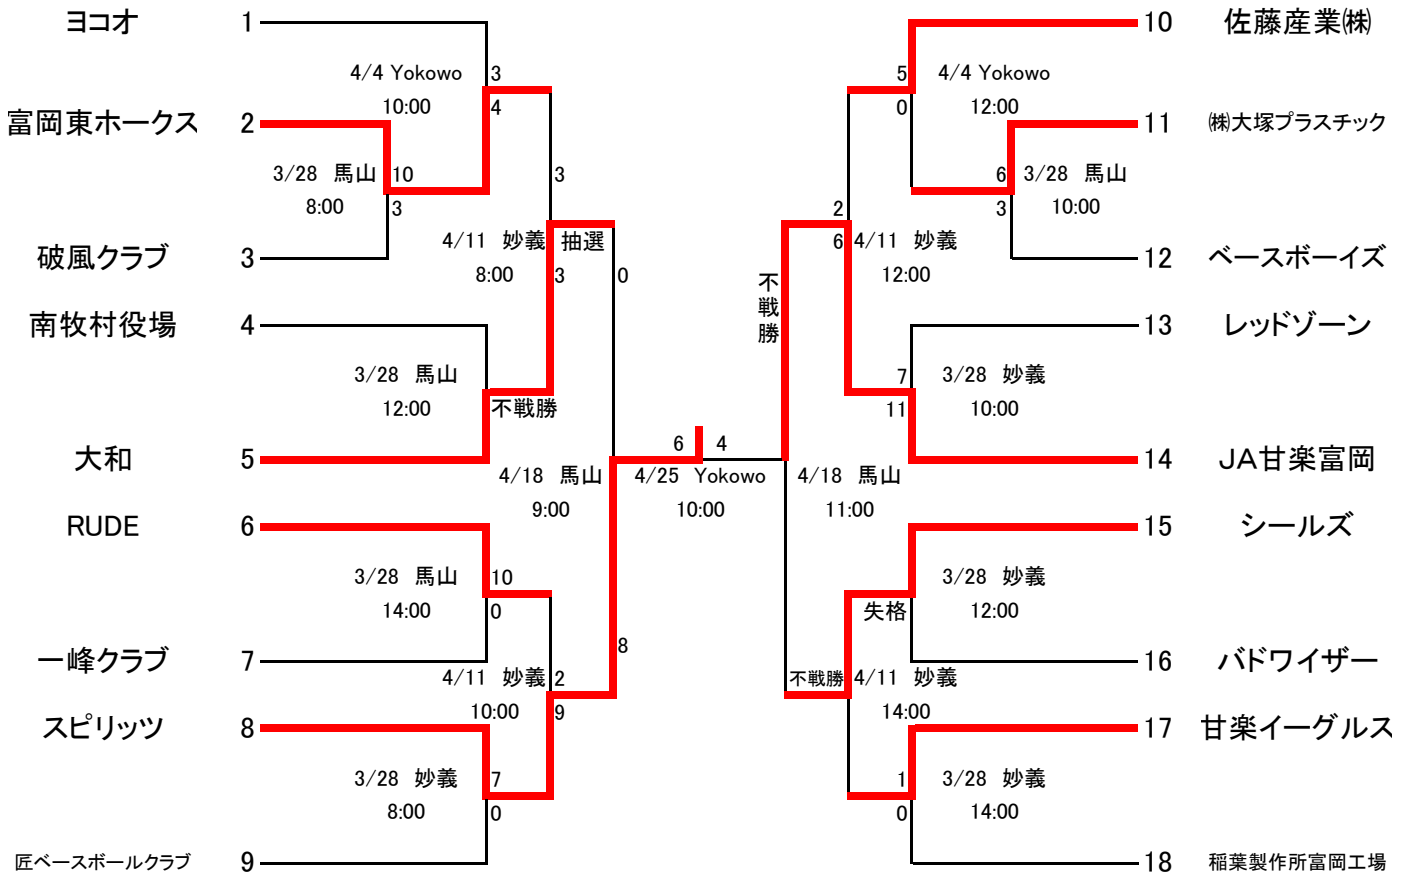 ヨコオ 1
10 佐藤産業㈱
4/4 Yokowo 3
5 4/4 Yokowo
10:00 4
0 12:00
富岡東ホークス 2
11 ㈱大塚プラスチック
3/28 馬山 10
3
6 3/28 馬山
8:00 3
2
3 10:00
4/11 妙義 抽選
6 4/11 妙義
破風クラブ 3
12 ベースボーイズ
8:00 3 0
不戦勝
12:00
南牧村役場 4
13 レッドゾーン
3/28 馬山
7 3/28 妙義
12:00 不戦勝
11 10:00
大和 5
6 4
14 JA甘楽富岡
4/18 馬山
4/25 Yokowo
4/18 馬山
9:00
10:00
11:00
RUDE 6
15 シールズ
3/28 馬山 10
3/28 妙義
14:00 0
失格 12:00
8
一峰クラブ 7
16 バドワイザー
4/11 妙義 2
不戦勝 4/11 妙義
10:00 9
14:00
スピリッツ 8
17 甘楽イーグルス
3/28 妙義 7
1 3/28 妙義
8:00 0
0 14:00
匠ベースボールクラブ 9
18 稲葉製作所富岡工場